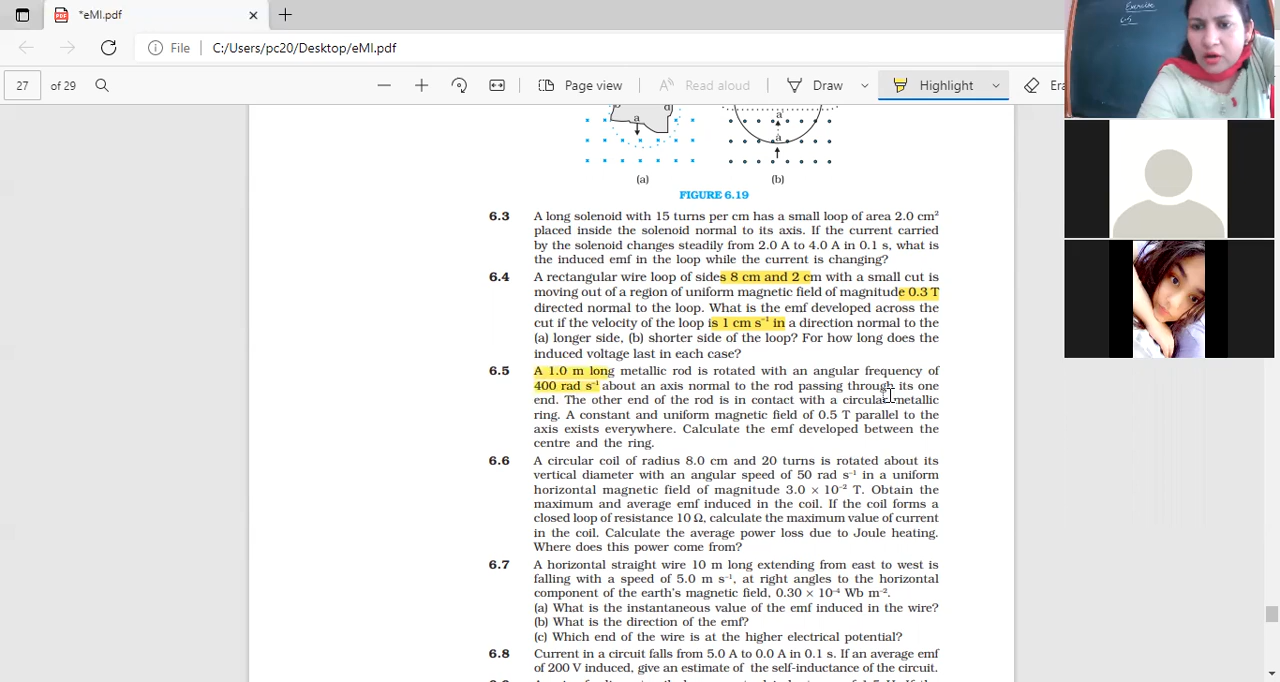 *eMI.pdf
File C:/Users/pc20/Desktop/eMI.pdf
27 of 29 Page view Read aloud Draw Highlight Era
Exercise
6.5
a d
a
a
(a) (b)
FIGURE 6.19
6.3 A long solenoid with 15 turns per cm has a small loop of area 2.0 cm²
placed inside the solenoid normal to its axis. If the current carried
by the solenoid changes steadily from 2.0 A to 4.0 A in 0.1 s, what is
the induced emf in the loop while the current is changing?
6.4 A rectangular wire loop of sides 8 cm and 2 cm with a small cut is
moving out of a region of uniform magnetic field of magnitude 0.3 T
directed normal to the loop. What is the emf developed across the
cut if the velocity of the loop is 1 cm s⁻¹ in a direction normal to the
(a) longer side, (b) shorter side of the loop? For how long does the
induced voltage last in each case?
6.5 A 1.0 m long metallic rod is rotated with an angular frequency of
400 rad s⁻¹ about an axis normal to the rod passing through its one
end. The other end of the rod is in contact with a circular metallic
ring. A constant and uniform magnetic field of 0.5 T parallel to the
axis exists everywhere. Calculate the emf developed between the
centre and the ring.
6.6 A circular coil of radius 8.0 cm and 20 turns is rotated about its
vertical diameter with an angular speed of 50 rad s⁻¹ in a uniform
horizontal magnetic field of magnitude 3.0 × 10⁻² T. Obtain the
maximum and average emf induced in the coil. If the coil forms a
closed loop of resistance 10 Ω, calculate the maximum value of current
in the coil. Calculate the average power loss due to Joule heating.
Where does this power come from?
6.7 A horizontal straight wire 10 m long extending from east to west is
falling with a speed of 5.0 m s⁻¹, at right angles to the horizontal
component of the earth's magnetic field, 0.30 × 10⁻⁴ Wb m⁻².
(a) What is the instantaneous value of the emf induced in the wire?
(b) What is the direction of the emf?
(c) Which end of the wire is at the higher electrical potential?
6.8 Current in a circuit falls from 5.0 A to 0.0 A in 0.1 s. If an average emf
of 200 V induced, give an estimate of the self-inductance of the circuit.